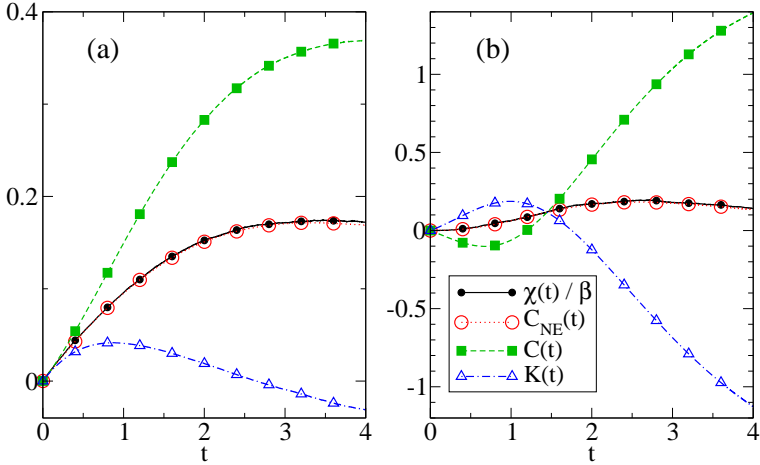 (a)
0.4
0.2
0
0 1 2 3 4
t
(b)
1
0.5
0
-0.5
-1
χ(t) / β
C_NE(t)
C(t)
K(t)
0 1 2 3 4
t